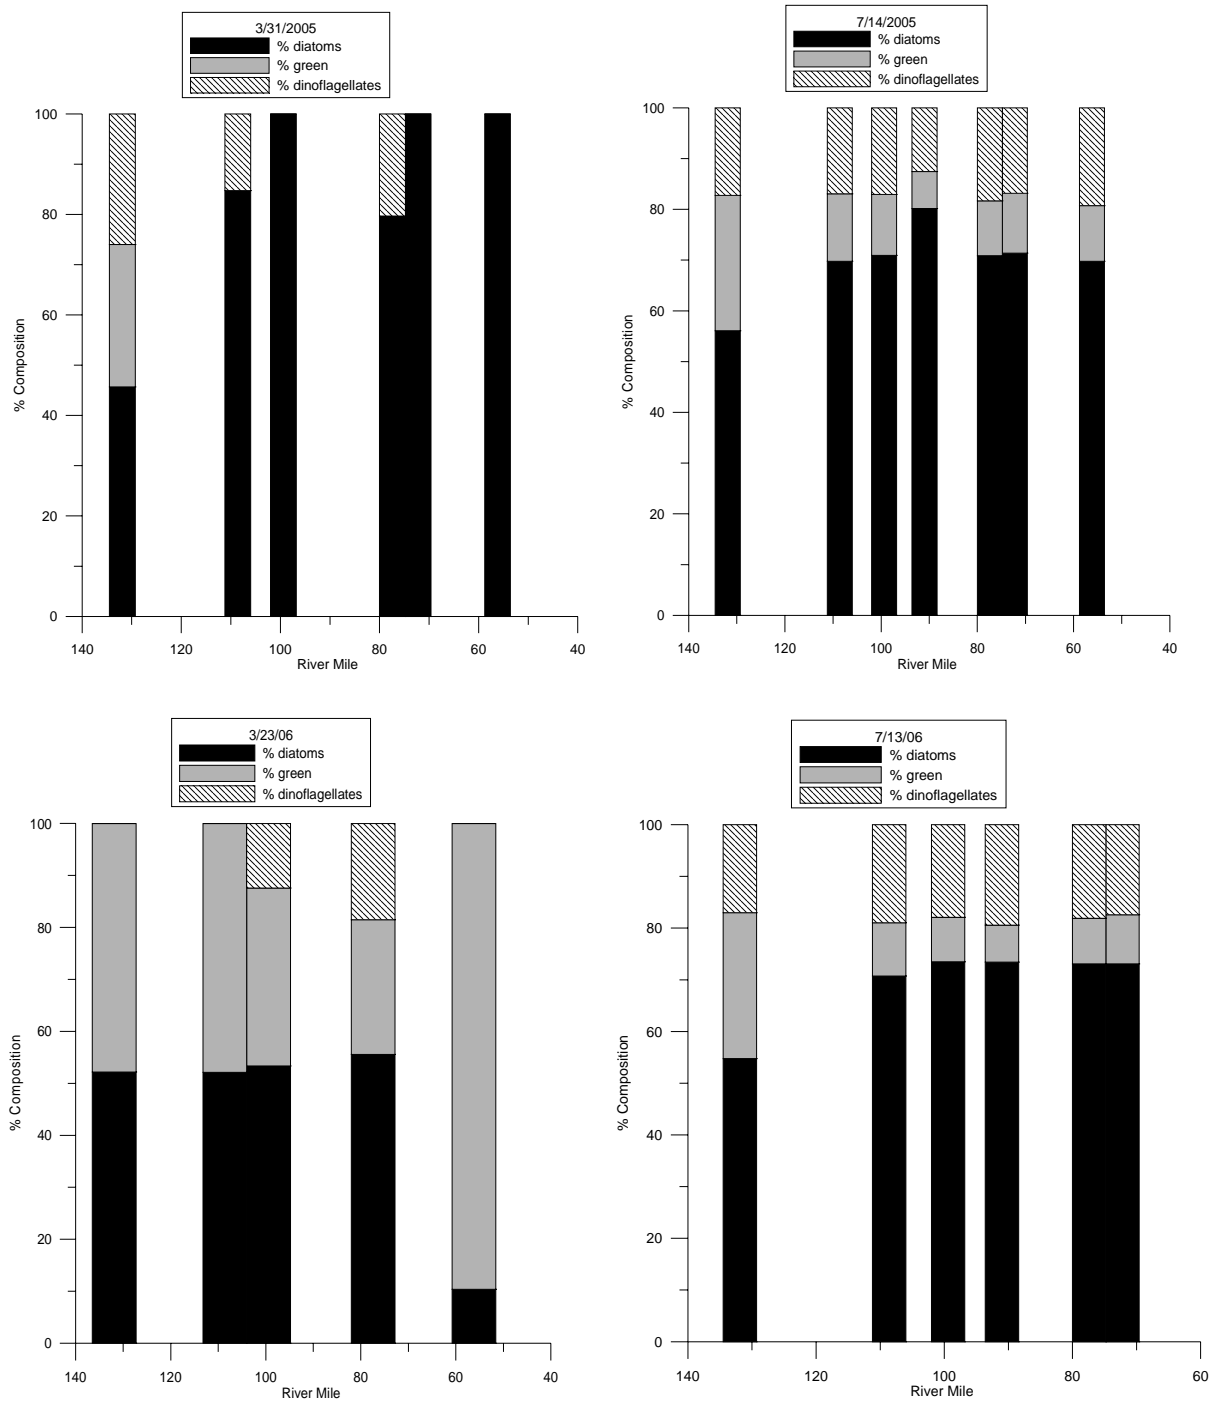 3/31/2005
% diatoms
% green
% dinoflagellates
100
80
60
40
20
0
% Composition
140 120 100 80 60 40
River Mile
7/14/2005
% diatoms
% green
% dinoflagellates
100
80
60
40
20
0
% Composition
140 120 100 80 60 40
River Mile
3/23/06
% diatoms
% green
% dinoflagellates
100
80
60
40
20
0
% Composition
140 120 100 80 60 40
River Mile
7/13/06
% diatoms
% green
% dinoflagellates
100
80
60
40
20
0
% Composition
140 120 100 80 60
River Mile